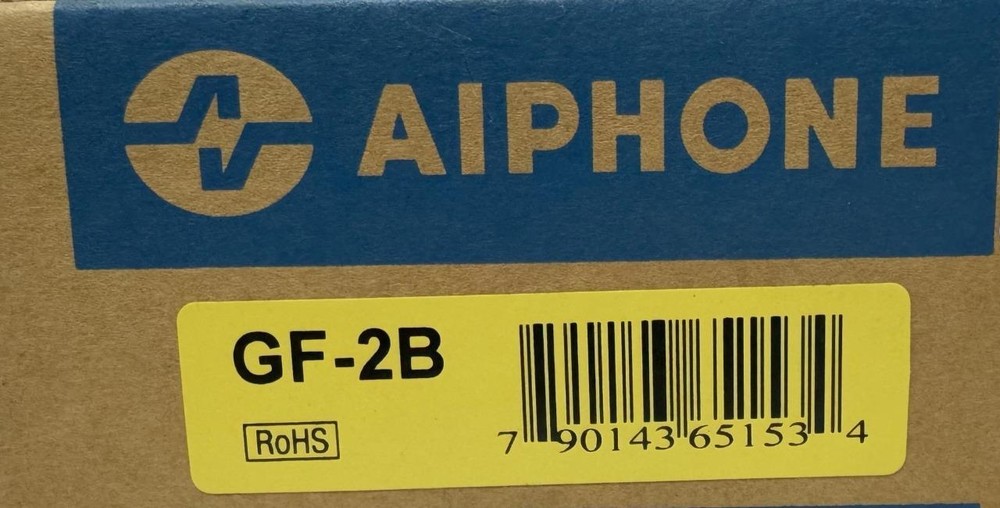 AIPHONE
GF-2B
RoHS
7 90143 65153 4